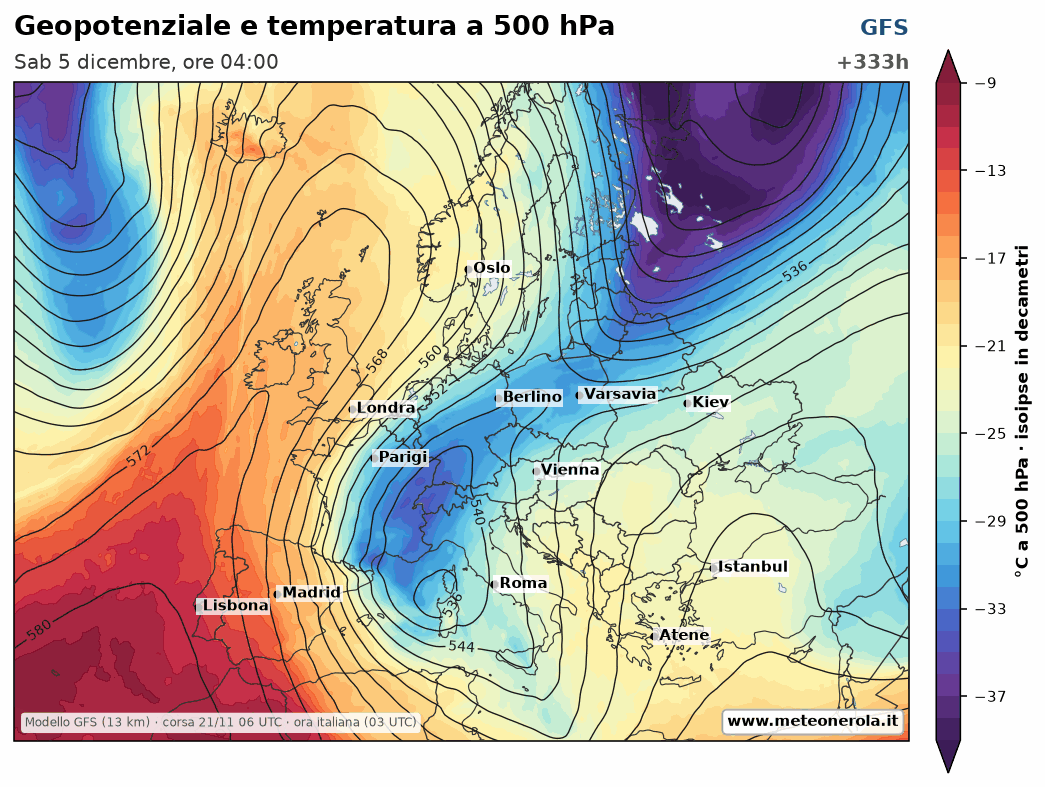 Geopotenziale e temperatura a 500 hPa
GFS
Sab 5 dicembre, ore 04:00
+333h
−9
−13
−17
−21
−25
−29
−33
−37
°C a 500 hPa · isoipse in decametri
536
Oslo
568
560
552
Berlino
Varsavia
Kiev
Londra
572
Parigi
Vienna
540
Istanbul
Roma
Madrid
Lisbona
536
580
Atene
544
Modello GFS (13 km) · corsa 21/11 06 UTC · ora italiana (03 UTC)
www.meteonerola.it